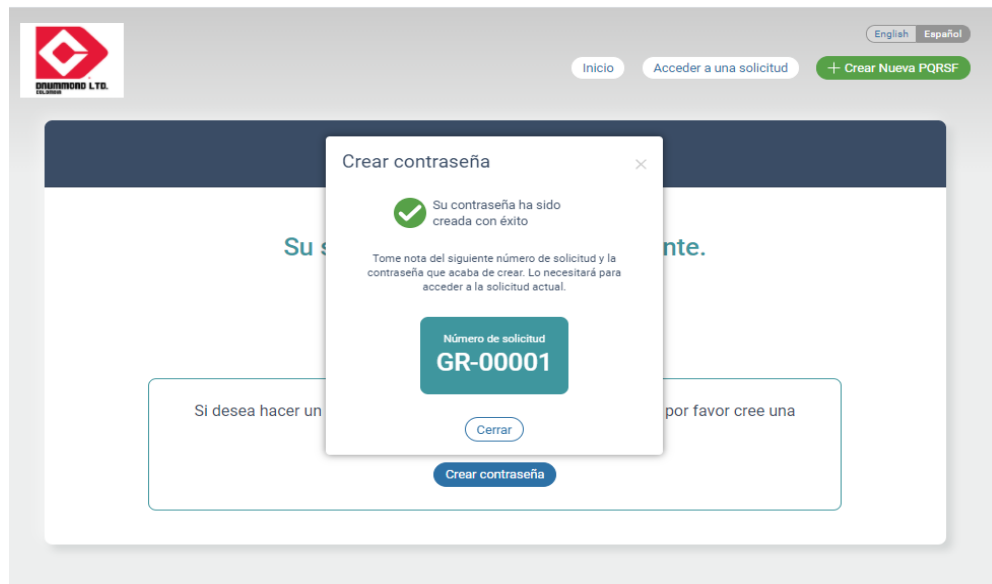 DRUMMOND LTD.
COLOMBIA
English Español
Inicio Acceder a una solicitud + Crear Nueva PQRSF
Crear contraseña ×
Su contraseña ha sido
creada con éxito
Su s nte.
Tome nota del siguiente número de solicitud y la
contraseña que acaba de crear. Lo necesitará para
acceder a la solicitud actual.
Número de solicitud
GR-00001
Si desea hacer un por favor cree una
Cerrar
Crear contraseña